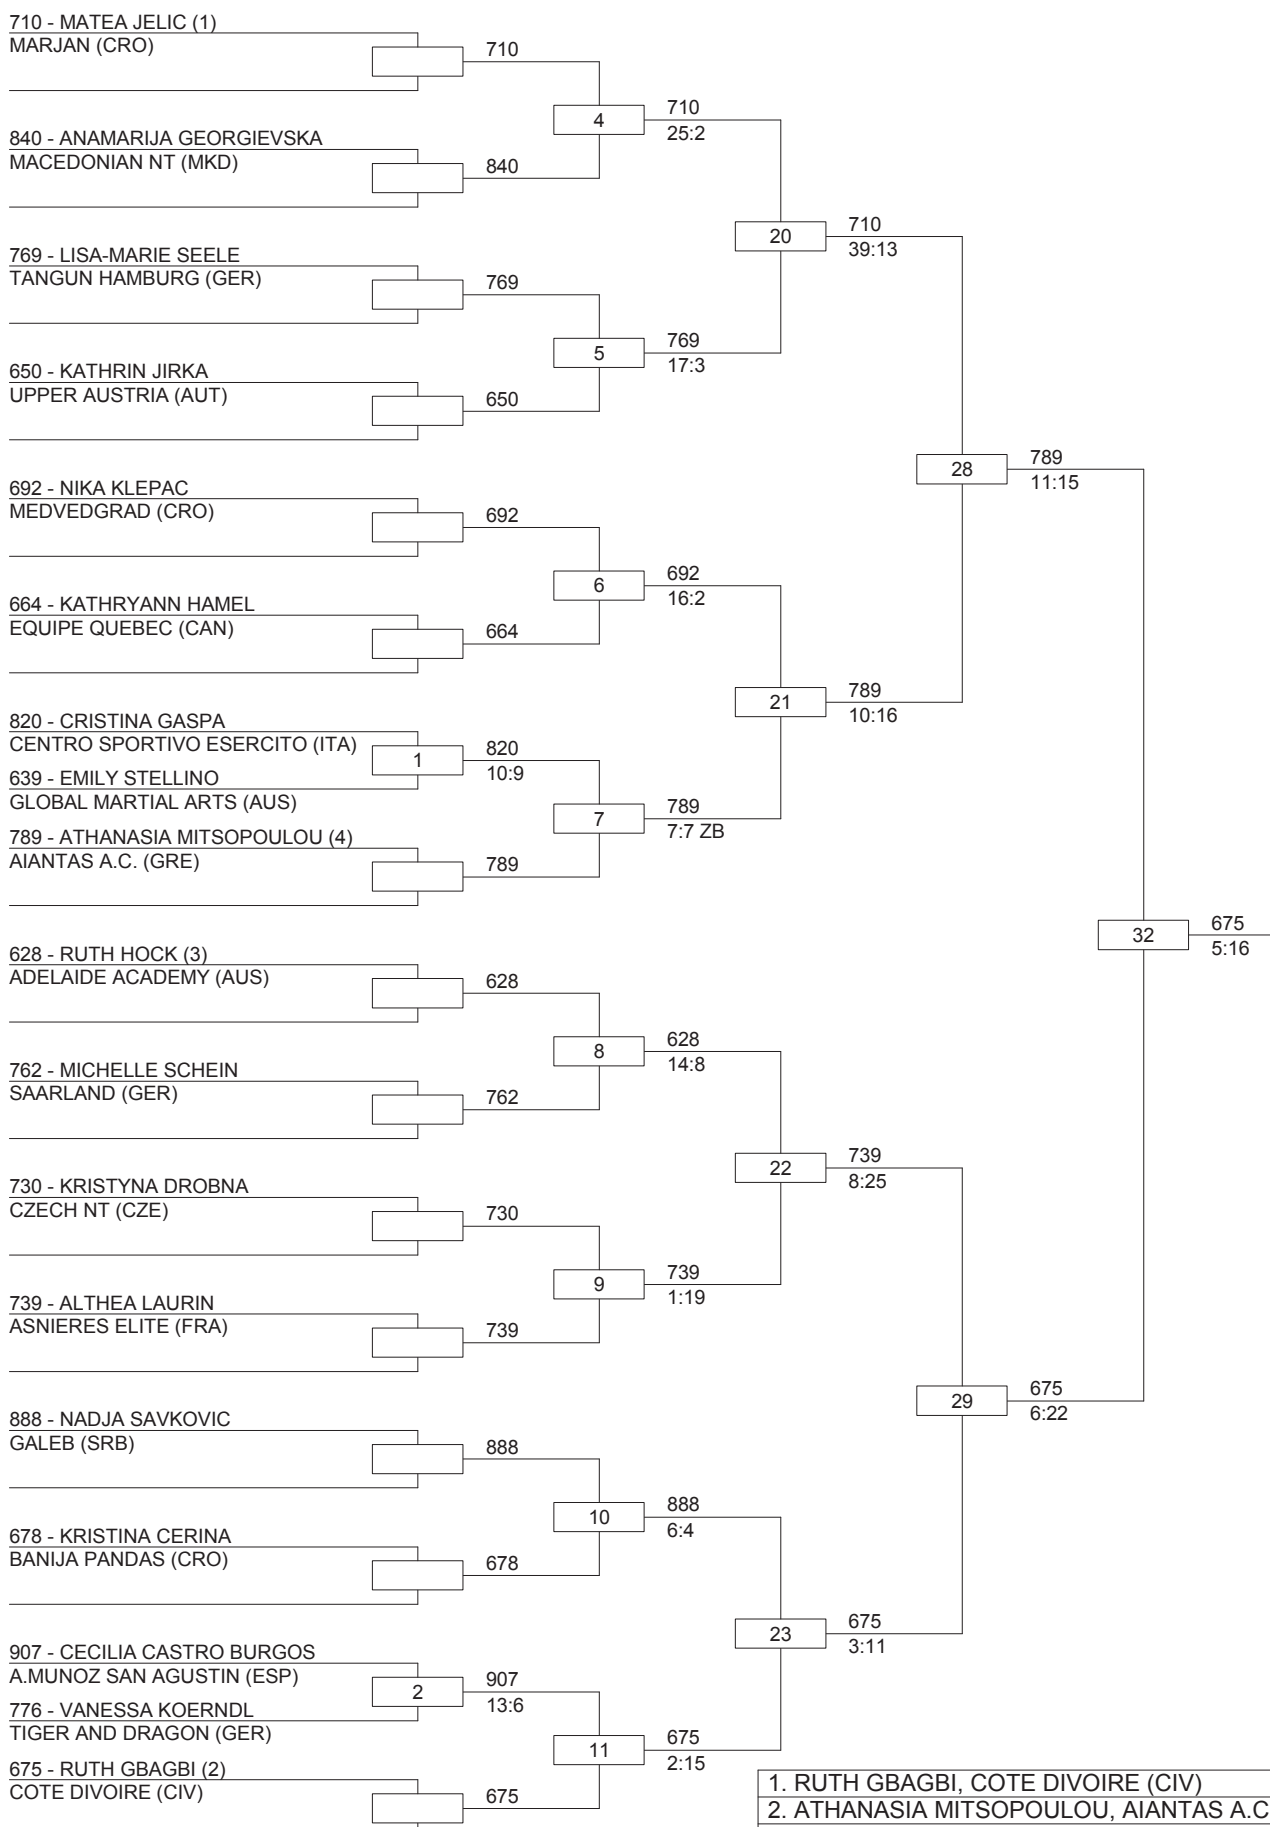 710 - MATEA JELIC (1)
MARJAN (CRO)
710
4
710
25:2
840 - ANAMARIJA GEORGIEVSKA
MACEDONIAN NT (MKD)
840
20
710
39:13
769 - LISA-MARIE SEELE
TANGUN HAMBURG (GER)
769
5
769
17:3
650 - KATHRIN JIRKA
UPPER AUSTRIA (AUT)
650
28
789
11:15
692 - NIKA KLEPAC
MEDVEDGRAD (CRO)
692
6
692
16:2
664 - KATHRYANN HAMEL
EQUIPE QUEBEC (CAN)
664
21
789
10:16
820 - CRISTINA GASPA
CENTRO SPORTIVO ESERCITO (ITA)
1
820
10:9
639 - EMILY STELLINO
GLOBAL MARTIAL ARTS (AUS)
7
789
7:7 ZB
789 - ATHANASIA MITSOPOULOU (4)
AIANTAS A.C. (GRE)
789
32
675
5:16
628 - RUTH HOCK (3)
ADELAIDE ACADEMY (AUS)
628
8
628
14:8
762 - MICHELLE SCHEIN
SAARLAND (GER)
762
22
739
8:25
730 - KRISTYNA DROBNA
CZECH NT (CZE)
730
9
739
1:19
739 - ALTHEA LAURIN
ASNIERES ELITE (FRA)
739
29
675
6:22
888 - NADJA SAVKOVIC
GALEB (SRB)
888
10
888
6:4
678 - KRISTINA CERINA
BANIJA PANDAS (CRO)
678
23
675
3:11
907 - CECILIA CASTRO BURGOS
A.MUNOZ SAN AGUSTIN (ESP)
2
907
13:6
776 - VANESSA KOERNDL
TIGER AND DRAGON (GER)
11
675
2:15
675 - RUTH GBAGBI (2)
COTE DIVOIRE (CIV)
675
1. RUTH GBAGBI, COTE DIVOIRE (CIV)
2. ATHANASIA MITSOPOULOU, AIANTAS A.C